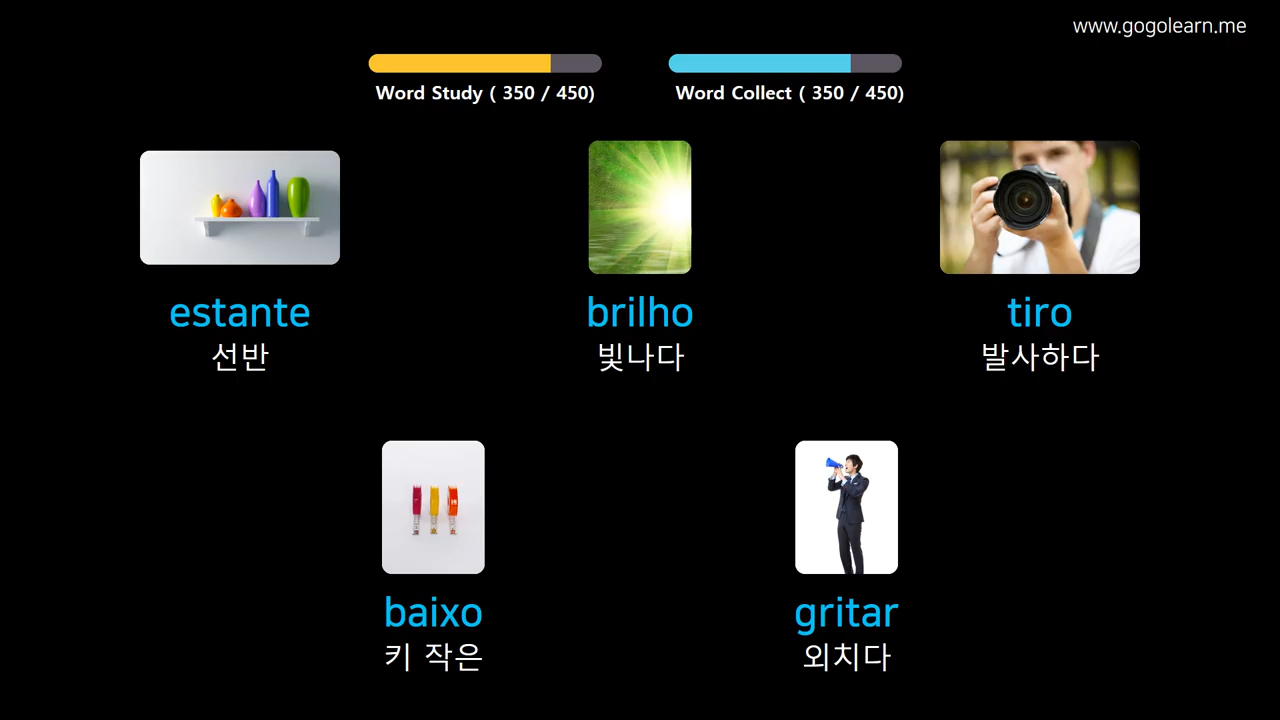 www.gogolearn.me
Word Study ( 350 / 450)
Word Collect ( 350 / 450)
estante
선반
brilho
빛나다
tiro
발사하다
baixo
키 작은
gritar
외치다